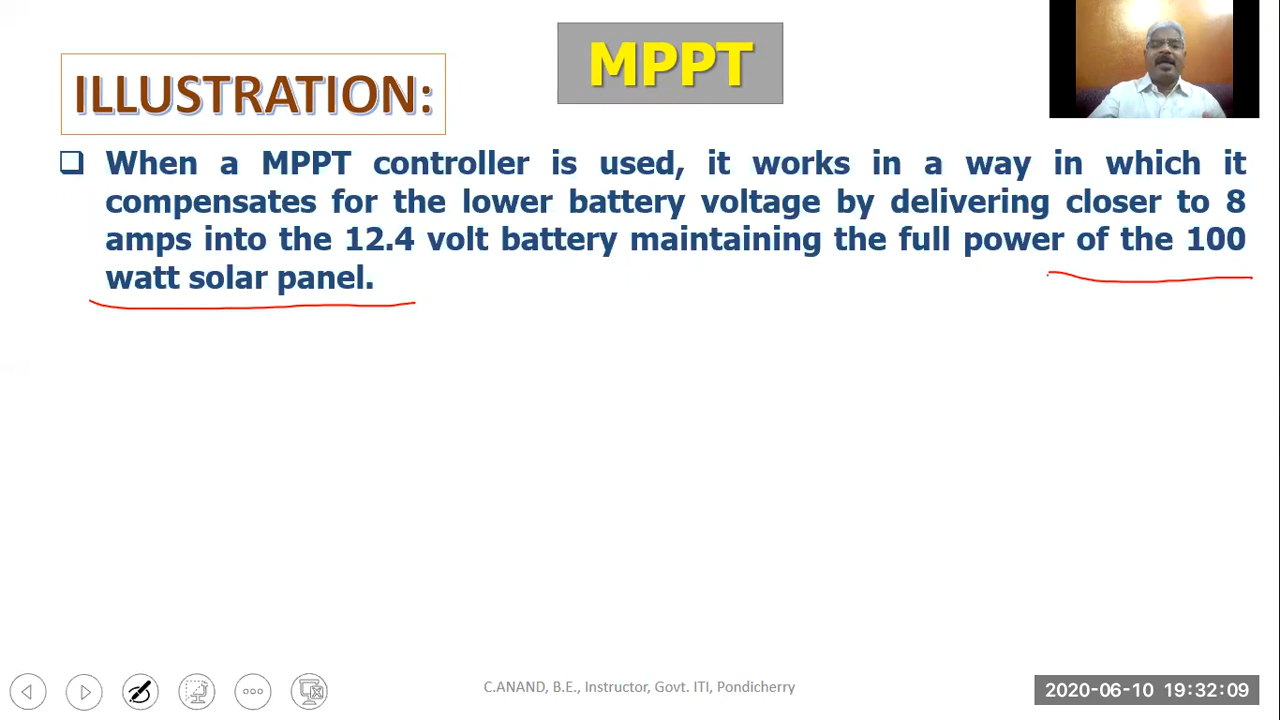 MPPT
ILLUSTRATION:
When a MPPT controller is used, it works in a way in which it
compensates for the lower battery voltage by delivering closer to 8
amps into the 12.4 volt battery maintaining the full power of the 100
watt solar panel.
C.ANAND, B.E., Instructor, Govt. ITI, Pondicherry
2020-06-10 19:32:09